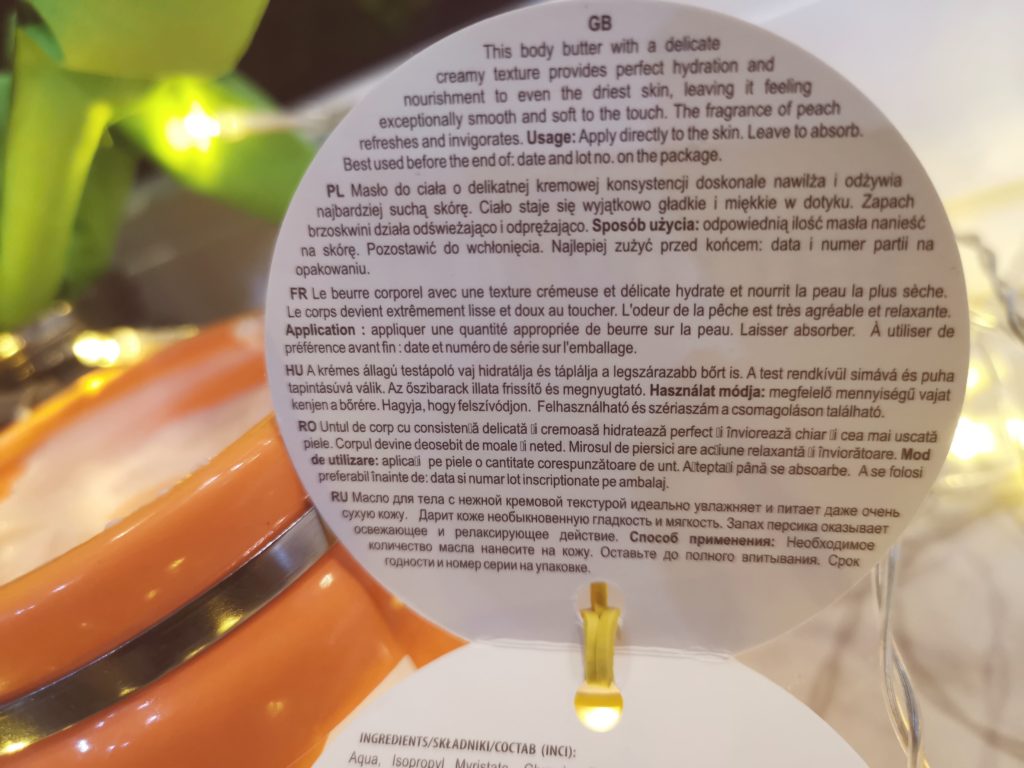 GB
This body butter with a delicate
creamy texture provides perfect hydration and
nourishment to even the driest skin, leaving it feeling
exceptionally smooth and soft to the touch. The fragrance of peach
refreshes and invigorates. Usage: Apply directly to the skin. Leave to absorb.
Best used before the end of: date and lot no. on the package.
PL Masło do ciała o delikatnej kremowej konsystencji doskonale nawilża i odżywia
najbardziej suchą skórę. Ciało staje się wyjątkowo gładkie i miękkie w dotyku. Zapach
brzoskwini działa odświeżająco i odprężająco. Sposób użycia: odpowiednią ilość masła nanieść
na skórę. Pozostawić do wchłonięcia. Najlepiej zużyć przed końcem: data i numer partii na
opakowaniu.
FR Le beurre corporel avec une texture crémeuse et délicate hydrate et nourrit la peau la plus sèche.
Le corps devient extrêmement lisse et doux au toucher. L'odeur de la pêche est très agréable et relaxante.
Application : appliquer une quantité appropriée de beurre sur la peau. Laisser absorber. À utiliser de
préférence avant fin : date et numéro de série sur l'emballage.
HU A krémes állagú testápoló vaj hidratálja és táplálja a legszárazabb bőrt is. A test rendkívül simává és puha
tapintásúvá válik. Az őszibarack illata frissítő és megnyugtató. Használat módja: megfelelő mennyiségű vajat
kenjen a bőrére. Hagyja, hogy felszívódjon. Felhasználható és szériaszám a csomagoláson található.
RO Untul de corp cu consistenă delicată i cremoasă hidratează perfect i înviorează chiar i cea mai uscată
piele. Corpul devine deosebit de moale i neted. Mirosul de piersici are aciune relaxantă i înviorătoare. Mod
de utilizare: aplicai pe piele o cantitate corespunzătoare de unt. Ateptai până se absoarbe. A se folosi
preferabil înainte de: data si numar lot inscriptionate pe ambalaj.
RU Масло для тела с нежной кремовой текстурой идеально увлажняет и питает даже очень
сухую кожу. Дарит коже необыкновенную гладкость и мягкость. Запах персика оказывает
освежающее и релаксирующее действие. Способ применения: Необходимое
количество масла нанесите на кожу. Оставьте до полного впитывания. Срок
годности и номер серии на упаковке.
INGREDIENTS/SKŁADNIKI/СОСТАВ (INCI):
Aqua, Isopropyl Myristate,